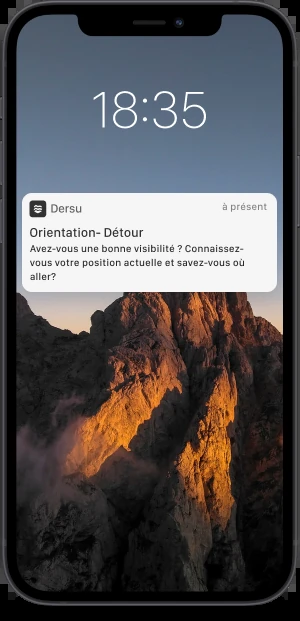 18:35
Dersu
à présent
Orientation- Détour
Avez-vous une bonne visibilité ? Connaissez-
vous votre position actuelle et savez-vous où
aller?